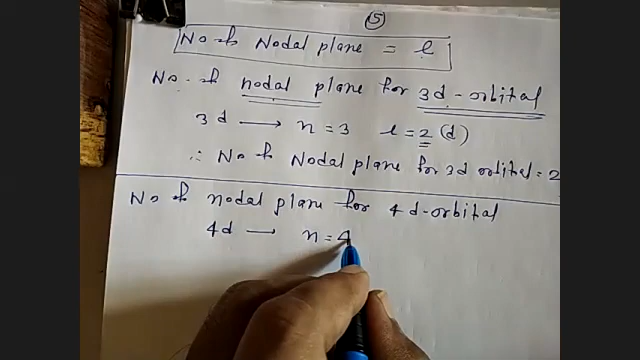 5
No of Nodal plane = l
No. of nodal plane for 3d-orbital
3d ⟶ n=3 l=2 (d)
∴ No of Nodal plane for 3d orbital = 2
No of nodal plane for 4d-orbital
4d ⟶ n=4